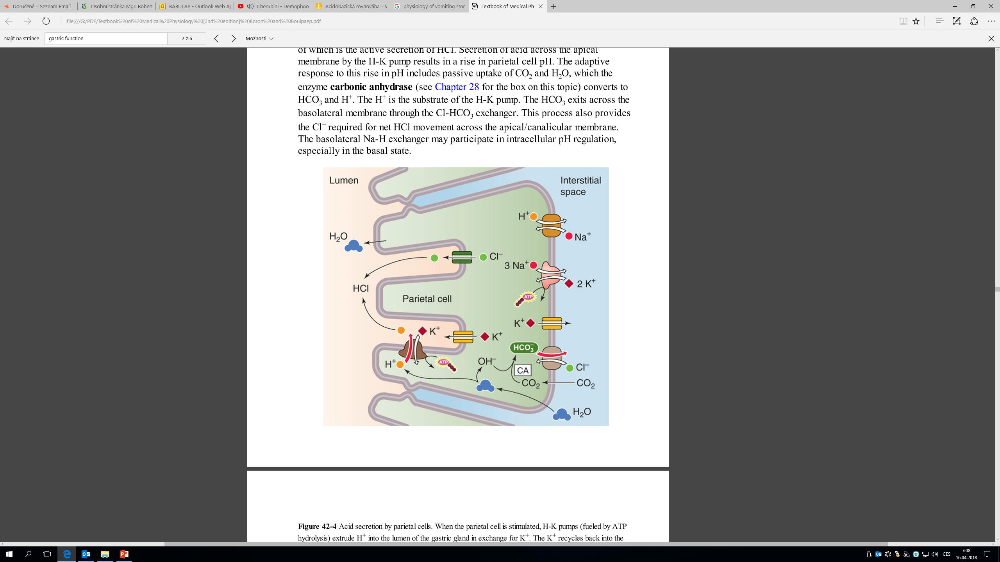 Doručené – Seznam Email
Osobní stránka Mgr. Robert
BABULAP - Outlook Web Ap
Cherubini - Demophoo
Acidobazická rovnováha – V
physiology of vomiting ston
Textbook of Medical Ph
file:///G:/PDF/Textbook%20of%20Medical%20Physiology%20[2nd%20edition]%20Boron%20and%20Boulpaep.pdf
Najít na stránce
gastric function
2 z 6
Možnosti
of which is the active secretion of HCl. Secretion of acid across the apical
membrane by the H-K pump results in a rise in parietal cell pH. The adaptive
response to this rise in pH includes passive uptake of CO₂ and H₂O, which the
enzyme carbonic anhydrase (see Chapter 28 for the box on this topic) converts to
HCO₃⁻ and H⁺. The H⁺ is the substrate of the H-K pump. The HCO₃⁻ exits across the
basolateral membrane through the Cl-HCO₃ exchanger. This process also provides
the Cl⁻ required for net HCl movement across the apical/canalicular membrane.
The basolateral Na-H exchanger may participate in intracellular pH regulation,
especially in the basal state.
Lumen
Interstitial
space
H⁺
Na⁺
H₂O
Cl⁻
3 Na⁺
2 K⁺
HCl
ATP
Parietal cell
K⁺
K⁺
K⁺
HCO₃⁻
H⁺
ATP
OH⁻
CA
Cl⁻
CO₂
CO₂
H₂O
Figure 42-4 Acid secretion by parietal cells. When the parietal cell is stimulated, H-K pumps (fueled by ATP
hydrolysis) extrude H⁺ into the lumen of the gastric gland in exchange for K⁺. The K⁺ recycles back into the
CES
7:08
16.04.2018